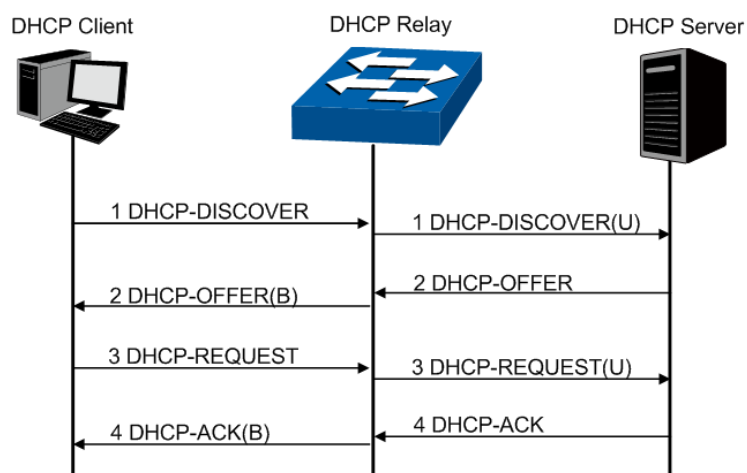 DHCP Client
DHCP Relay
DHCP Server
1 DHCP-DISCOVER
1 DHCP-DISCOVER(U)
2 DHCP-OFFER
2 DHCP-OFFER(B)
3 DHCP-REQUEST
3 DHCP-REQUEST(U)
4 DHCP-ACK
4 DHCP-ACK(B)